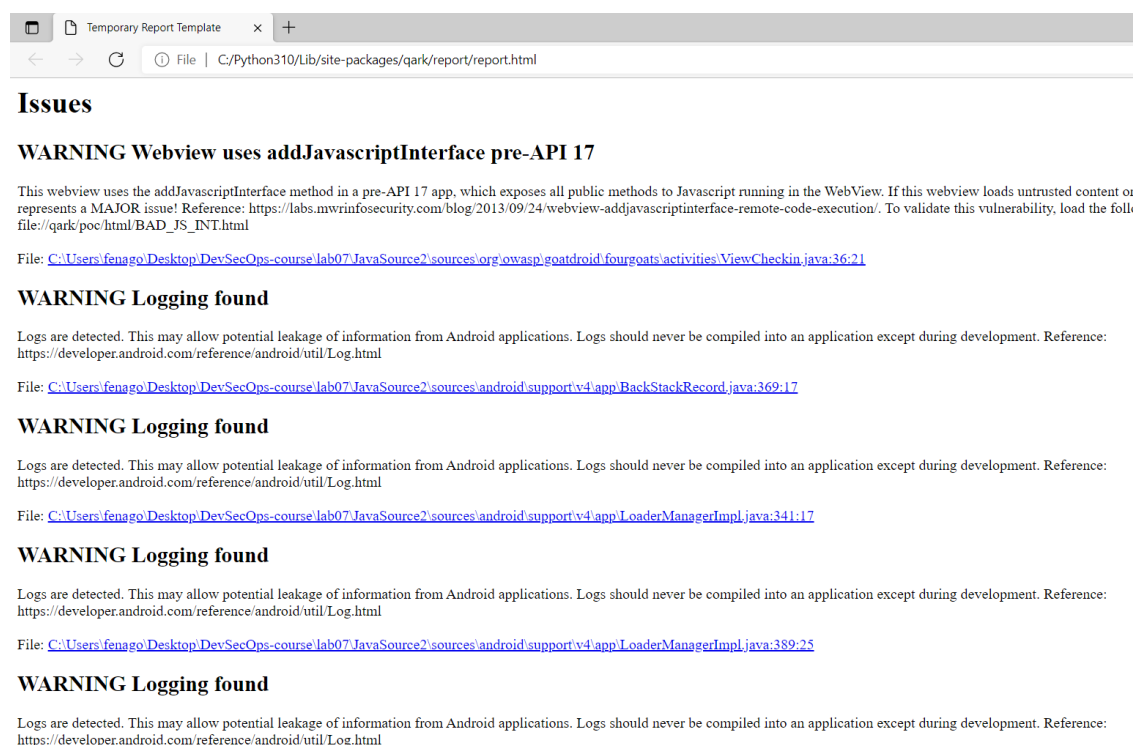 Temporary Report Template
File | C:/Python310/Lib/site-packages/qark/report/report.html
Issues
WARNING Webview uses addJavascriptInterface pre-API 17
This webview uses the addJavascriptInterface method in a pre-API 17 app, which exposes all public methods to Javascript running in the WebView. If this webview loads untrusted content
represents a MAJOR issue! Reference: https://labs.mwrinfosecurity.com/blog/2013/09/24/webview-addjavascriptinterface-remote-code-execution/. To validate this vulnerability, load the
file://qark/poc/html/BAD_JS_INT.html
File: C:\Users\fenago\Desktop\DevSecOps-course\lab07\JavaSource2\sources\org\owasp\goatdroid\fourgoats\activities\ViewCheckin.java:36:21
WARNING Logging found
Logs are detected. This may allow potential leakage of information from Android applications. Logs should never be compiled into an application except during development. Reference:
https://developer.android.com/reference/android/util/Log.html
File: C:\Users\fenago\Desktop\DevSecOps-course\lab07\JavaSource2\sources\android\support\v4\app\BackStackRecord.java:369:17
WARNING Logging found
Logs are detected. This may allow potential leakage of information from Android applications. Logs should never be compiled into an application except during development. Reference:
https://developer.android.com/reference/android/util/Log.html
File: C:\Users\fenago\Desktop\DevSecOps-course\lab07\JavaSource2\sources\android\support\v4\app\LoaderManagerImpl.java:341:17
WARNING Logging found
Logs are detected. This may allow potential leakage of information from Android applications. Logs should never be compiled into an application except during development. Reference:
https://developer.android.com/reference/android/util/Log.html
File: C:\Users\fenago\Desktop\DevSecOps-course\lab07\JavaSource2\sources\android\support\v4\app\LoaderManagerImpl.java:389:25
WARNING Logging found
Logs are detected. This may allow potential leakage of information from Android applications. Logs should never be compiled into an application except during development. Reference:
https://developer.android.com/reference/android/util/Log.html